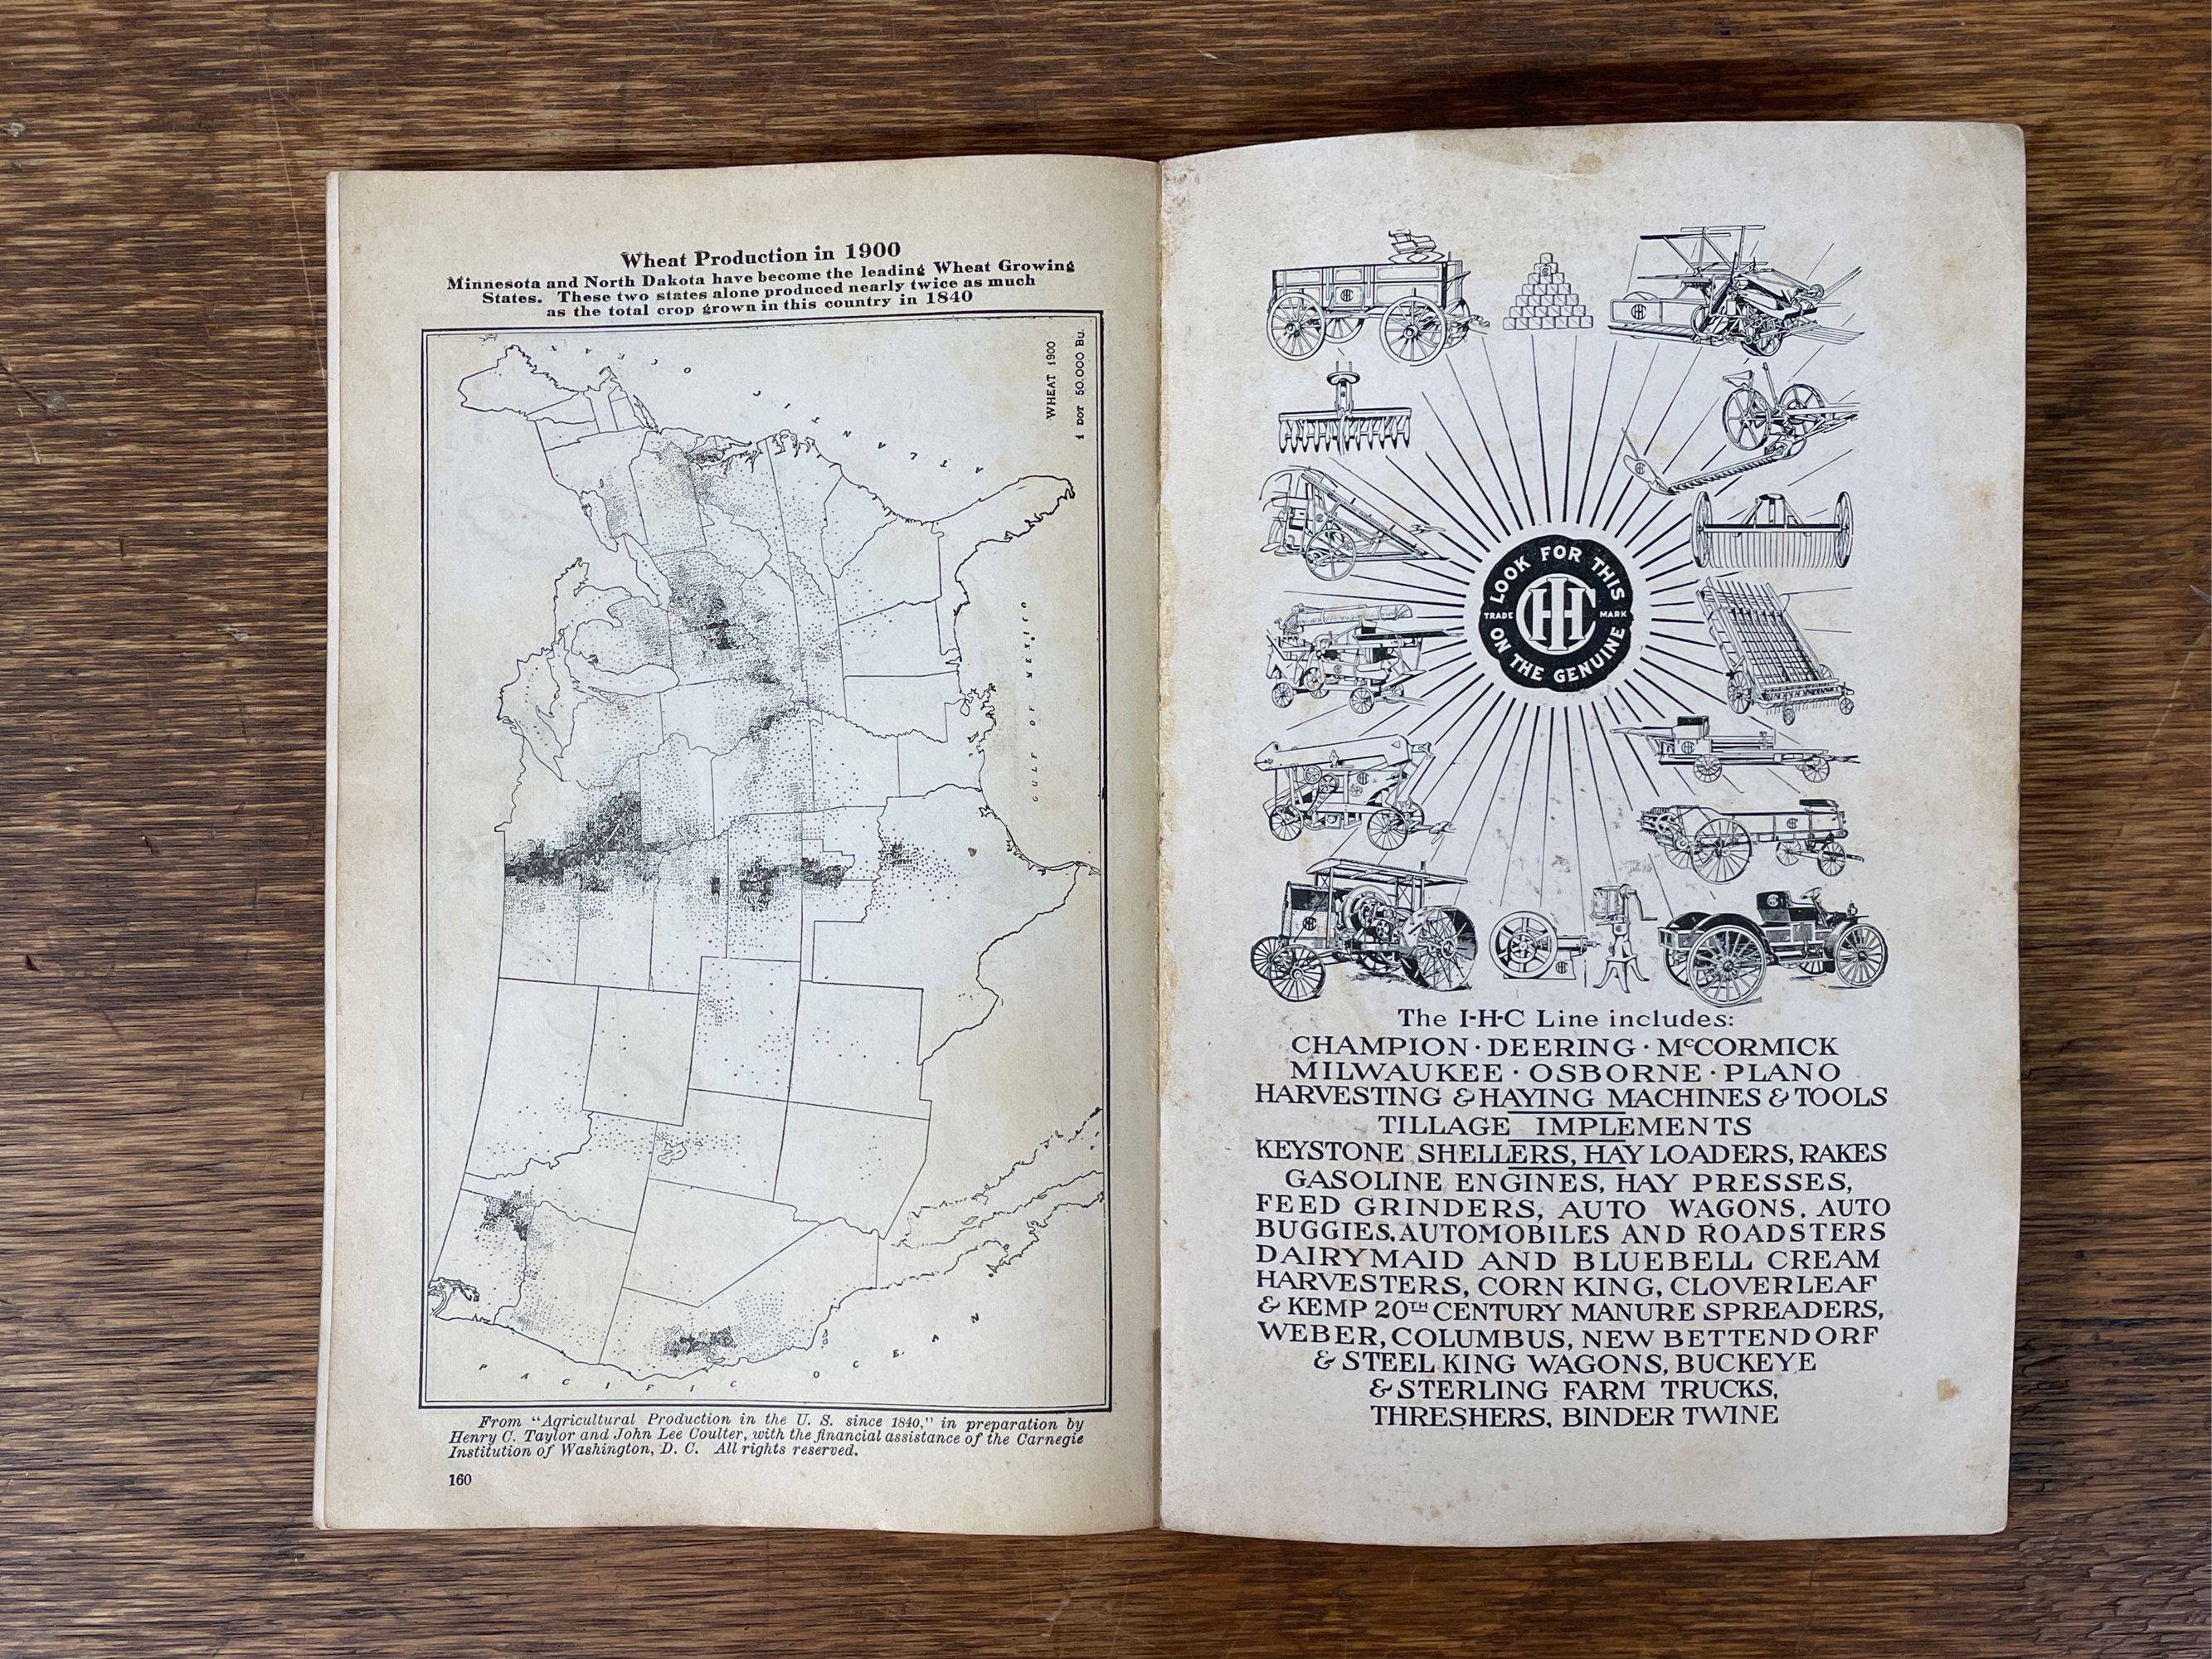 Wheat Production in 1900
Minnesota and North Dakota have become the leading Wheat Growing
States. These two states alone produced nearly twice as much
as the total crop grown in this country in 1840
WHEAT 1900
1 DOT 50.000 BU.
ATLANTIC OCEAN
GULF OF MEXICO
PACIFIC OCEAN
From "Agricultural Production in the U. S. since 1840," in preparation by
Henry C. Taylor and John Lee Coulter, with the financial assistance of the Carnegie
Institution of Washington, D. C. All rights reserved.
160
LOOK FOR THIS
TRADE IHC MARK
ON THE GENUINE
The I-H-C Line includes:
CHAMPION · DEERING · McCORMICK
MILWAUKEE · OSBORNE · PLANO
HARVESTING & HAYING MACHINES & TOOLS
TILLAGE IMPLEMENTS
KEYSTONE SHELLERS, HAY LOADERS, RAKES
GASOLINE ENGINES, HAY PRESSES,
FEED GRINDERS, AUTO WAGONS, AUTO
BUGGIES, AUTOMOBILES AND ROADSTERS
DAIRYMAID AND BLUEBELL CREAM
HARVESTERS, CORN KING, CLOVERLEAF
& KEMP 20TH CENTURY MANURE SPREADERS,
WEBER, COLUMBUS, NEW BETTENDORF
& STEEL KING WAGONS, BUCKEYE
& STERLING FARM TRUCKS,
THRESHERS, BINDER TWINE